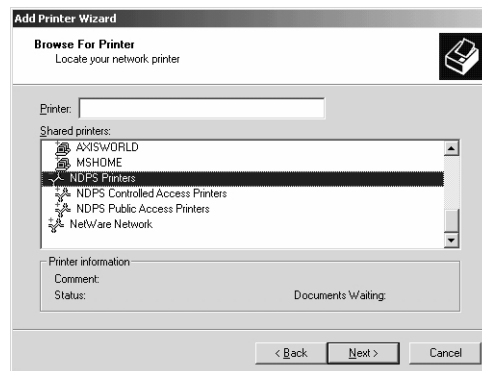 Add Printer Wizard
Browse For Printer
Locate your network printer
Printer:
Shared printers:
AXISWORLD
MSHOME
NDPS Printers
NDPS Controlled Access Printers
NDPS Public Access Printers
NetWare Network
Printer information
Comment:
Status: Documents Waiting:
< Back Next > Cancel